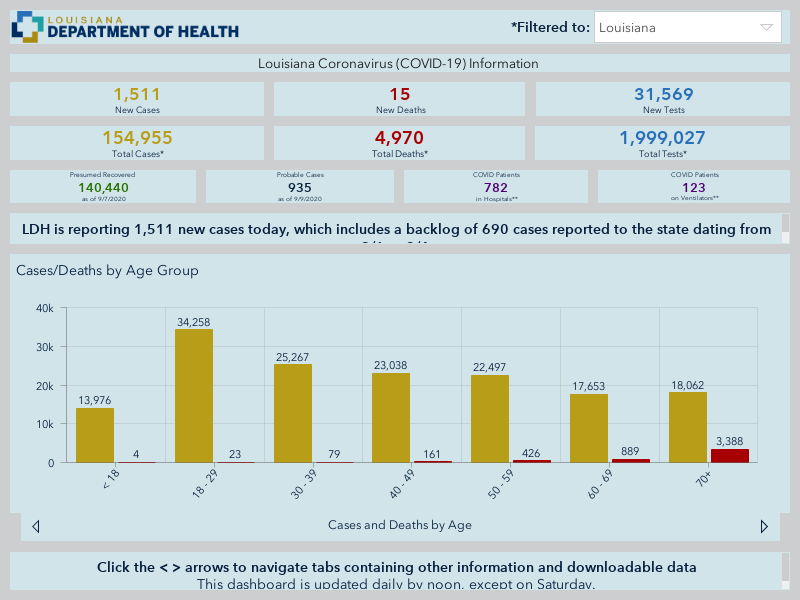 LOUISIANA
DEPARTMENT OF HEALTH
*Filtered to:
Louisiana
Louisiana Coronavirus (COVID-19) Information
1,511
New Cases
15
New Deaths
31,569
New Tests
154,955
Total Cases*
4,970
Total Deaths*
1,999,027
Total Tests*
Presumed Recovered
140,440
as of 9/7/2020
Probable Cases
935
as of 9/9/2020
COVID Patients
782
in Hospitals**
COVID Patients
123
on Ventilators**
LDH is reporting 1,511 new cases today, which includes a backlog of 690 cases reported to the state dating from
Cases/Deaths by Age Group
40k
30k
20k
10k
0
13,976
4
34,258
23
25,267
79
23,038
161
22,497
426
17,653
889
18,062
3,388
< 18
18 - 29
30 - 39
40 - 49
50 - 59
60 - 69
70+
Cases and Deaths by Age
Click the < > arrows to navigate tabs containing other information and downloadable data
This dashboard is updated daily by noon, except on Saturday.